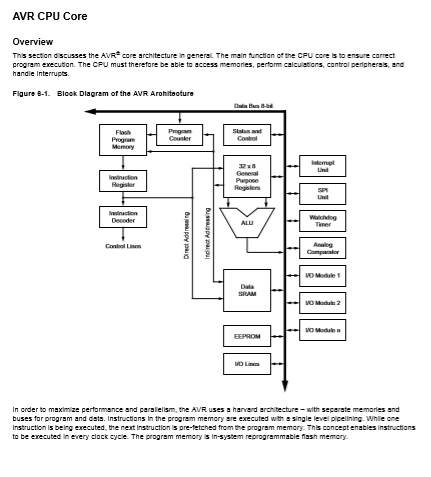 AVR CPU Core
Overview
This section discusses the AVR® core architecture in general. The main function of the CPU core is to ensure correct
program execution. The CPU must therefore be able to access memories, perform calculations, control peripherals, and
handle interrupts.
Figure 6-1. Block Diagram of the AVR Architecture
Data Bus 8-bit
Flash
Program
Memory
Program
Counter
Status and
Control
Instruction
Register
32 x 8
General
Purpose
Registers
Interrupt
Unit
SPI
Unit
Instruction
Decoder
Watchdog
Timer
ALU
Control Lines
Direct Addressing
Indirect Addressing
Analog
Comparator
I/O Module 1
Data
SRAM
I/O Module 2
I/O Module n
EEPROM
I/O Lines
In order to maximize performance and parallelism, the AVR uses a harvard architecture – with separate memories and
buses for program and data. Instructions in the program memory are executed with a single level pipelining. While one
instruction is being executed, the next instruction is pre-fetched from the program memory. This concept enables instructions
to be executed in every clock cycle. The program memory is in-system reprogrammable flash memory.